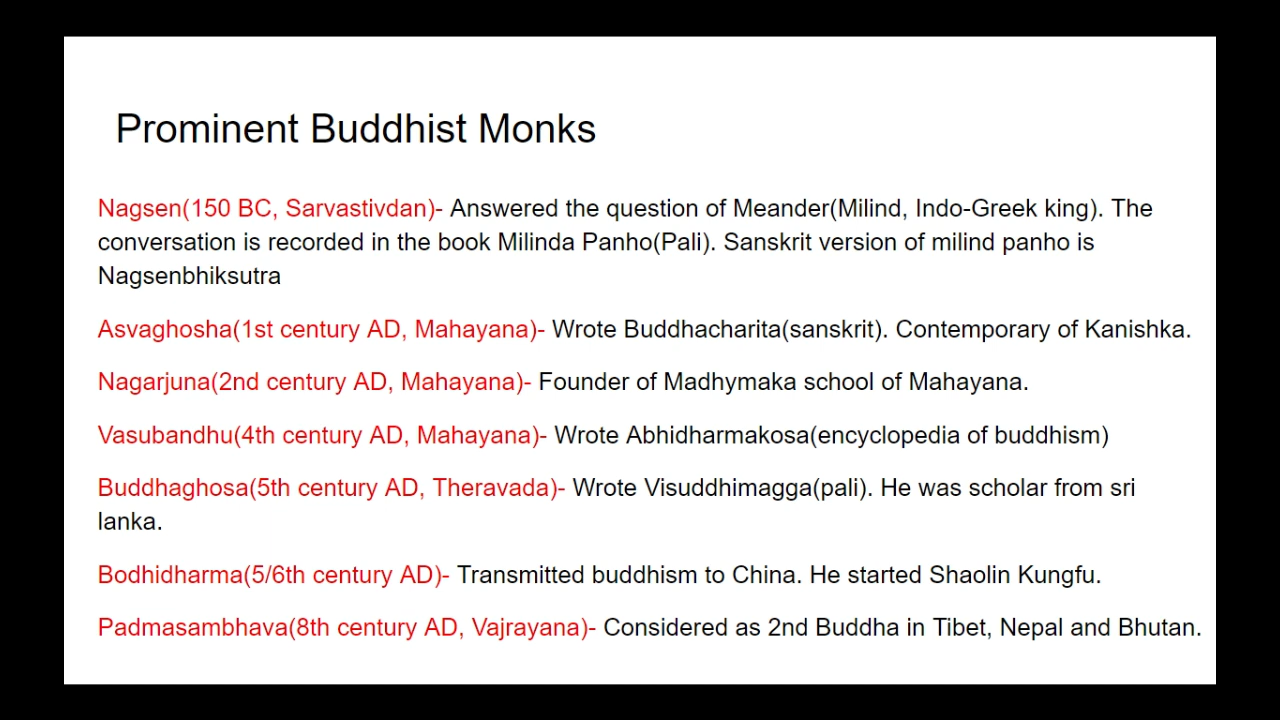 Prominent Buddhist Monks
Nagsen(150 BC, Sarvastivdan)- Answered the question of Meander(Milind, Indo-Greek king). The
conversation is recorded in the book Milinda Panho(Pali). Sanskrit version of milind panho is
Nagsenbhiksutra
Asvaghosha(1st century AD, Mahayana)- Wrote Buddhacharita(sanskrit). Contemporary of Kanishka.
Nagarjuna(2nd century AD, Mahayana)- Founder of Madhymaka school of Mahayana.
Vasubandhu(4th century AD, Mahayana)- Wrote Abhidharmakosa(encyclopedia of buddhism)
Buddhaghosa(5th century AD, Theravada)- Wrote Visuddhimagga(pali). He was scholar from sri
lanka.
Bodhidharma(5/6th century AD)- Transmitted buddhism to China. He started Shaolin Kungfu.
Padmasambhava(8th century AD, Vajrayana)- Considered as 2nd Buddha in Tibet, Nepal and Bhutan.